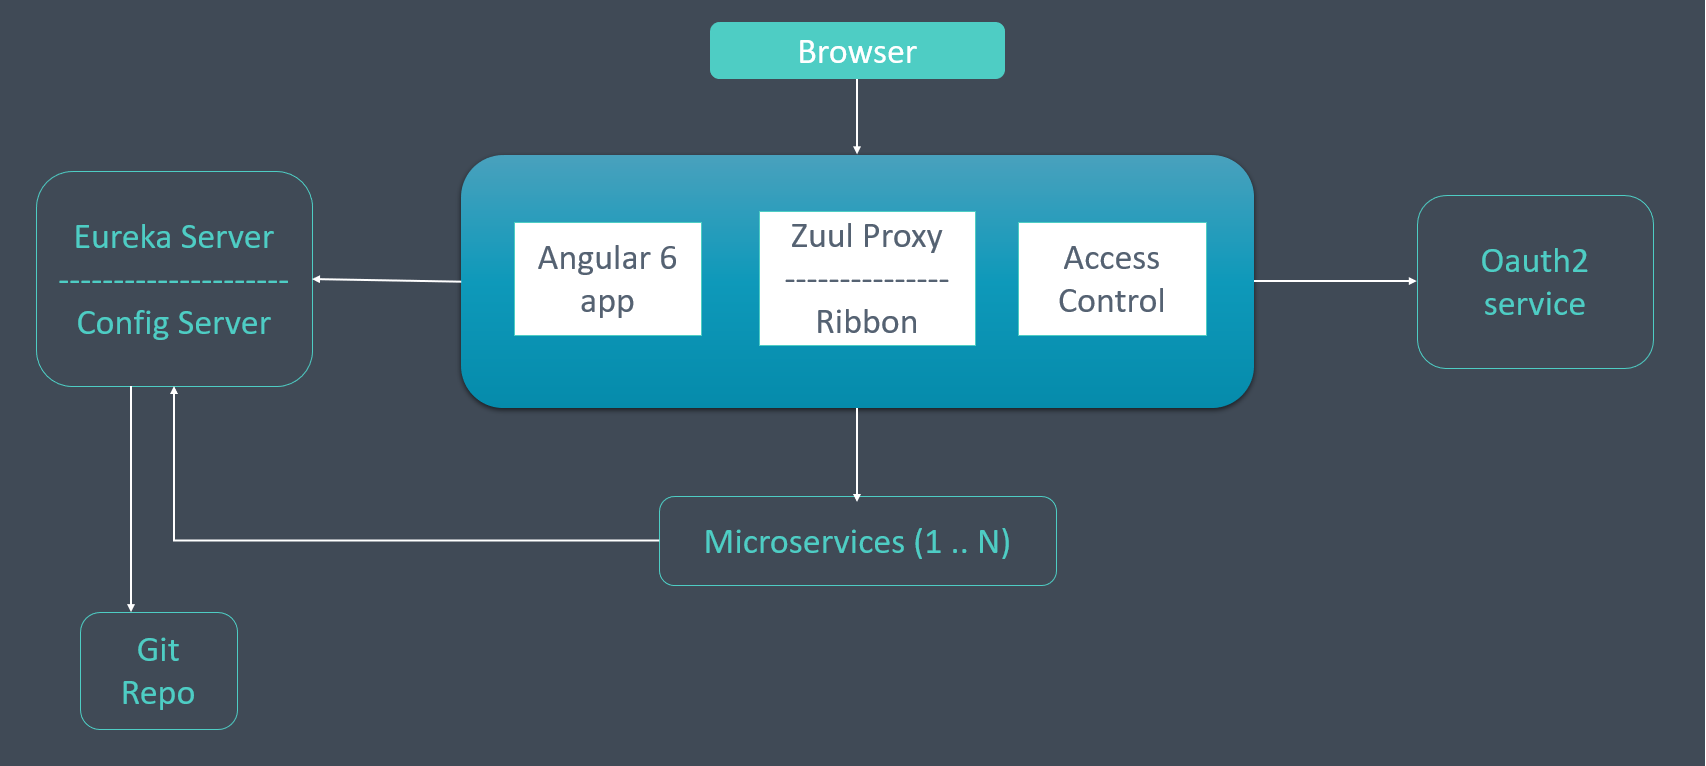 Browser
Eureka Server
---------------------
Config Server
Angular 6
app
Zuul Proxy
---------------
Ribbon
Access
Control
Oauth2
service
Microservices (1 .. N)
Git
Repo